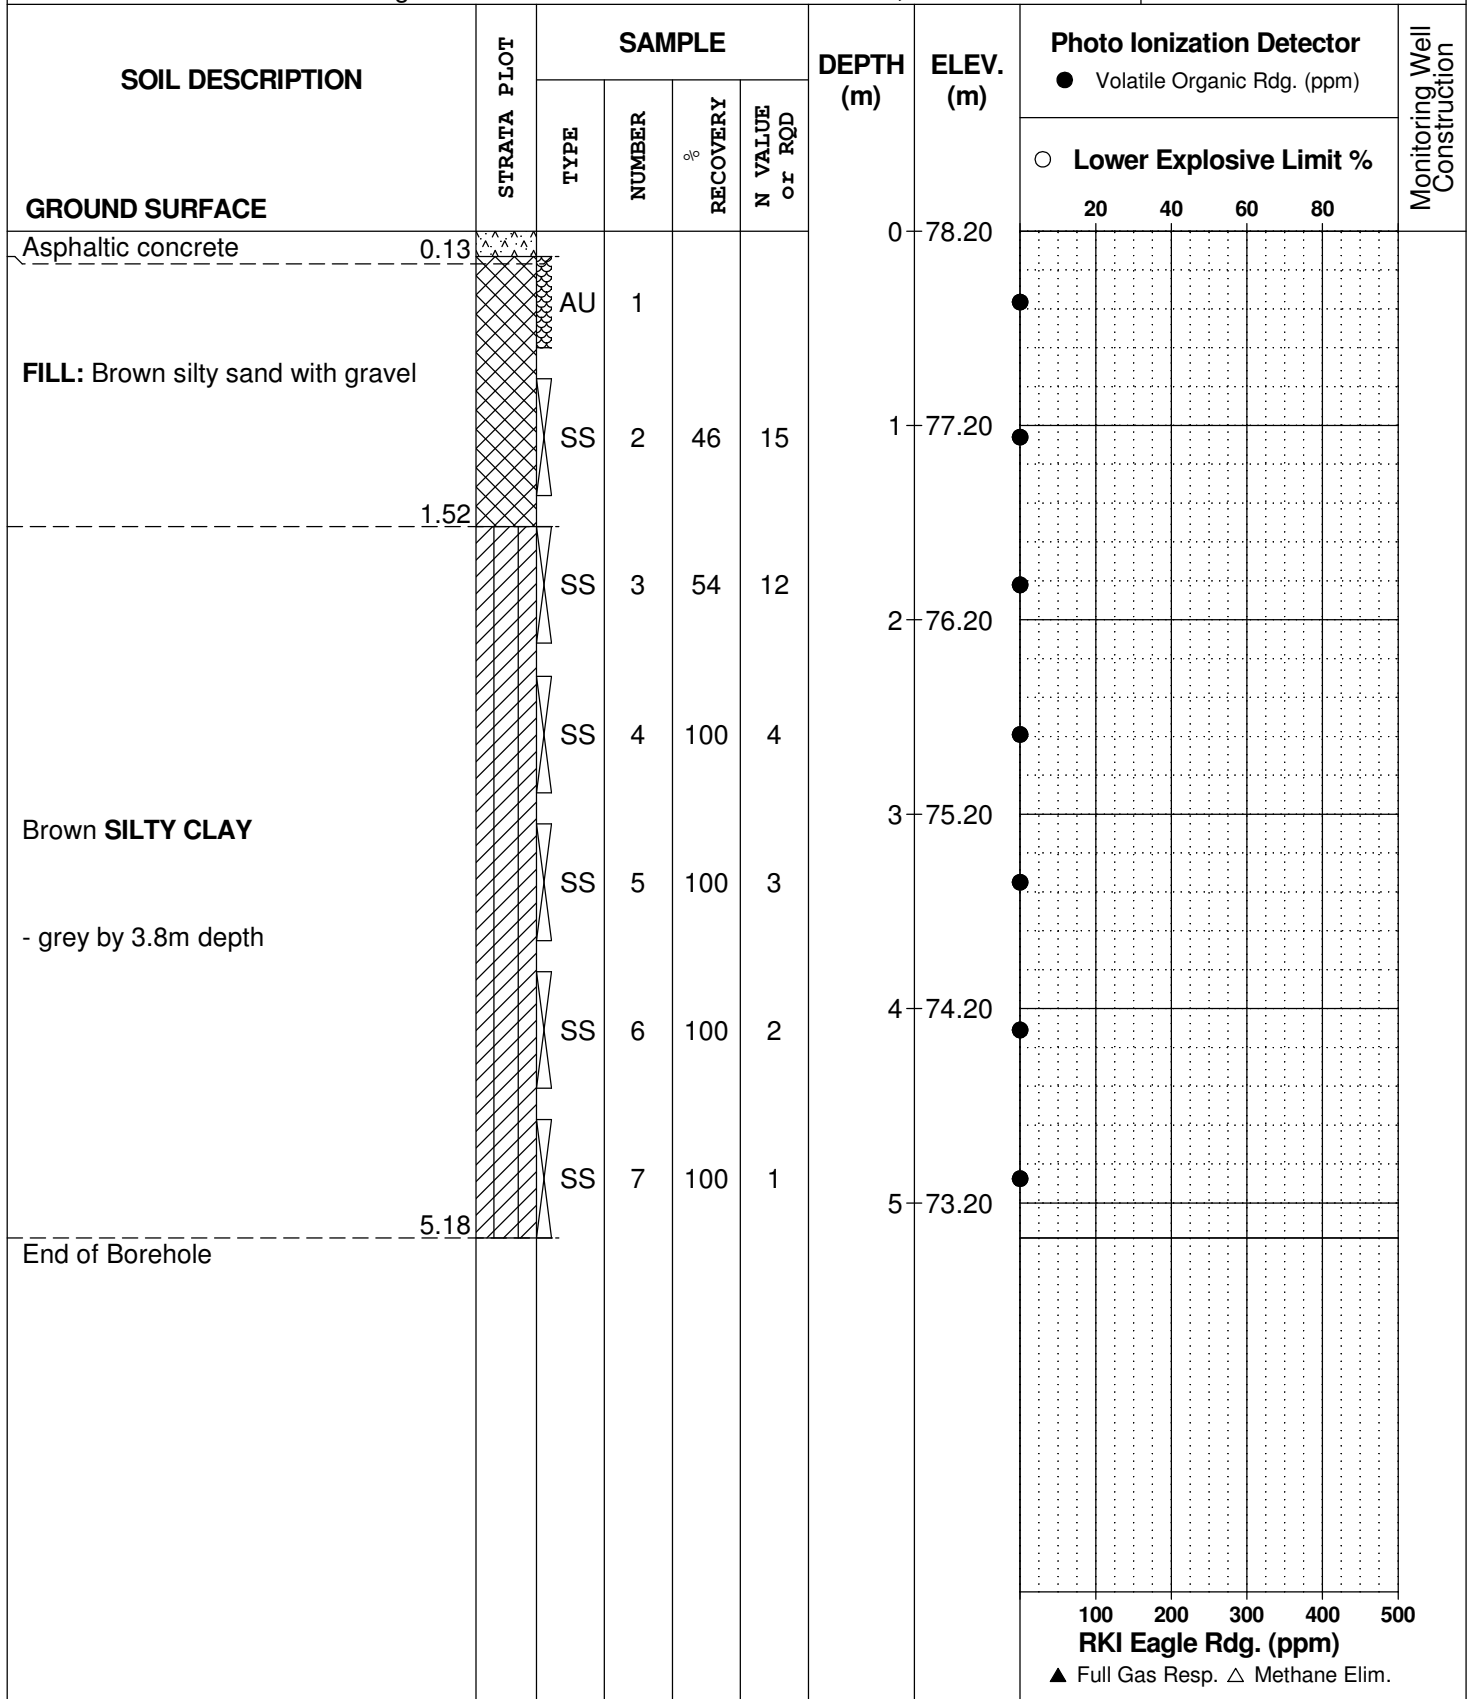 SOIL DESCRIPTION
STRATA PLOT
SAMPLE
TYPE
NUMBER
%
RECOVERY
N VALUE
or RQD
DEPTH
(m)
ELEV.
(m)
Photo Ionization Detector
● Volatile Organic Rdg. (ppm)
○ Lower Explosive Limit %
Monitoring Well
Construction
GROUND SURFACE
20 40 60 80
0 78.20
Asphaltic concrete 0.13
AU 1
FILL: Brown silty sand with gravel
1 77.20
SS 2 46 15
1.52
SS 3 54 12
2 76.20
SS 4 100 4
3 75.20
Brown SILTY CLAY
SS 5 100 3
- grey by 3.8m depth
4 74.20
SS 6 100 2
SS 7 100 1
5 73.20
5.18
End of Borehole
100 200 300 400 500
RKI Eagle Rdg. (ppm)
▲ Full Gas Resp. △ Methane Elim.